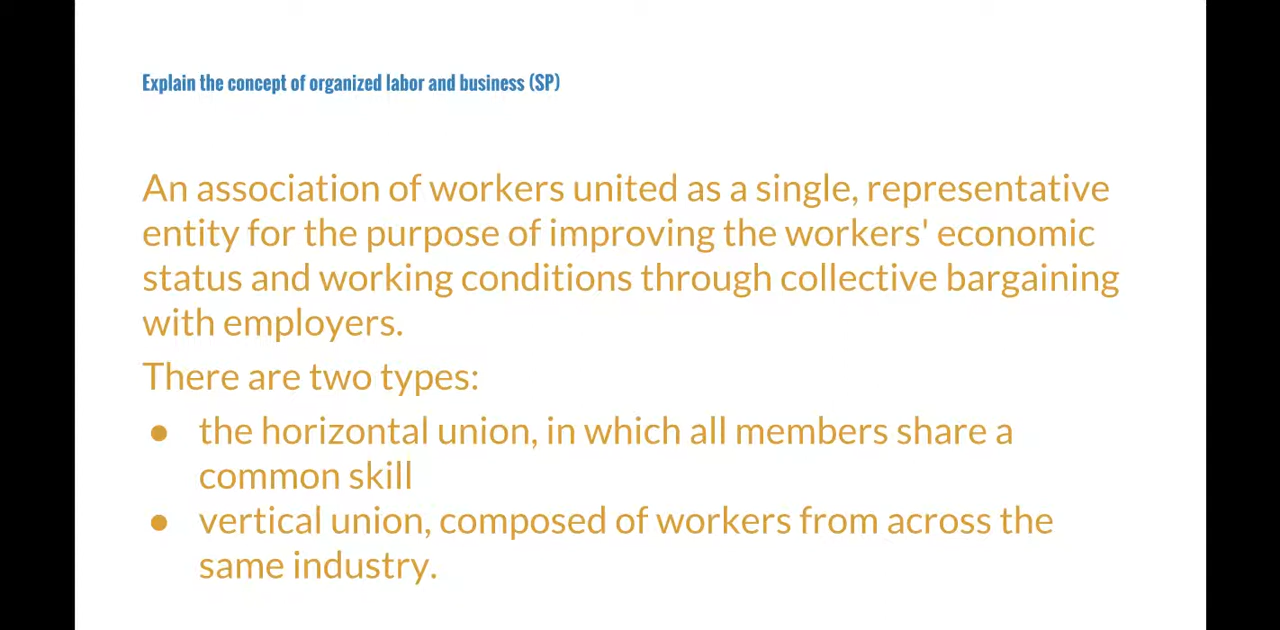 Explain the concept of organized labor and business (SP)
An association of workers united as a single, representative
entity for the purpose of improving the workers' economic
status and working conditions through collective bargaining
with employers.
There are two types:
● the horizontal union, in which all members share a
common skill
● vertical union, composed of workers from across the
same industry.